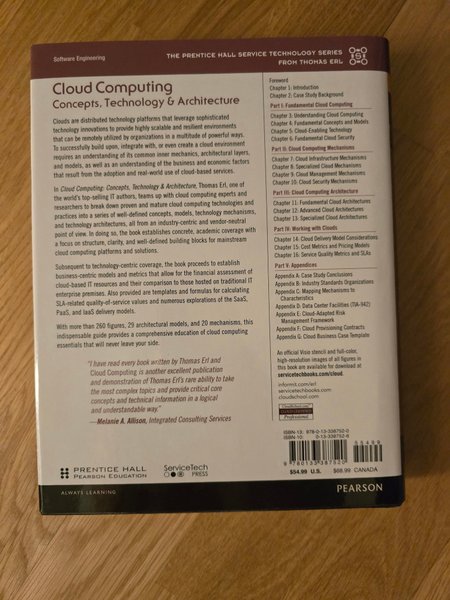 Software Engineering
THE PRENTICE HALL SERVICE TECHNOLOGY SERIES
FROM THOMAS ERL
Cloud Computing
Concepts, Technology & Architecture
Clouds are distributed technology platforms that leverage sophisticated
technology innovations to provide highly scalable and resilient environments
that can be remotely utilized by organizations in a multitude of powerful ways.
To successfully build upon, integrate with, or even create a cloud environment
requires an understanding of its common inner mechanics, architectural layers,
and models, as well as an understanding of the business and economic factors
that result from the adoption and real-world use of cloud-based services.
In Cloud Computing: Concepts, Technology & Architecture, Thomas Erl, one of
the world's top-selling IT authors, teams up with cloud computing experts and
researchers to break down proven and mature cloud computing technologies and
practices into a series of well-defined concepts, models, technology mechanisms,
and technology architectures, all from an industry-centric and vendor-neutral
point of view. In doing so, the book establishes concrete, academic coverage with
a focus on structure, clarity, and well-defined building blocks for mainstream
cloud computing platforms and solutions.
Subsequent to technology-centric coverage, the book proceeds to establish
business-centric models and metrics that allow for the financial assessment of
cloud-based IT resources and their comparison to those hosted on traditional IT
enterprise premises. Also provided are templates and formulas for calculating
SLA-related quality-of-service values and numerous explorations of the SaaS,
PaaS, and IaaS delivery models.
With more than 260 figures, 29 architectural models, and 20 mechanisms, this
indispensable guide provides a comprehensive education of cloud computing
essentials that will never leave your side.
"I have read every book written by Thomas Erl and
Cloud Computing is another excellent publication
and demonstration of Thomas Erl's rare ability to take
the most complex topics and provide critical core
concepts and technical information in a logical
and understandable way."
—Melanie A. Allison, Integrated Consulting Services
Foreword
Chapter 1: Introduction
Chapter 2: Case Study Background
Part I: Fundamental Cloud Computing
Chapter 3: Understanding Cloud Computing
Chapter 4: Fundamental Concepts and Models
Chapter 5: Cloud-Enabling Technology
Chapter 6: Fundamental Cloud Security
Part II: Cloud Computing Mechanisms
Chapter 7: Cloud Infrastructure Mechanisms
Chapter 8: Specialized Cloud Mechanisms
Chapter 9: Cloud Management Mechanisms
Chapter 10: Cloud Security Mechanisms
Part III: Cloud Computing Architecture
Chapter 11: Fundamental Cloud Architectures
Chapter 12: Advanced Cloud Architectures
Chapter 13: Specialized Cloud Architectures
Part IV: Working with Clouds
Chapter 14: Cloud Delivery Model Considerations
Chapter 15: Cost Metrics and Pricing Models
Chapter 16: Service Quality Metrics and SLAs
Part V: Appendices
Appendix A: Case Study Conclusions
Appendix B: Industry Standards Organizations
Appendix C: Mapping Mechanisms to
Characteristics
Appendix D: Data Center Facilities (TIA-942)
Appendix E: Cloud-Adapted Risk
Management Framework
Appendix F: Cloud Provisioning Contracts
Appendix G: Cloud Business Case Template
An official Visio stencil and full-color,
high-resolution images of all figures in
this book are available for download at
servicetechbooks.com/cloud.
informit.com/erl
servicetechbooks.com
cloudschool.com
ISBN-13: 978-0-13-338752-0
ISBN-10: 0-13-338752-6
55499
9 780133 387520
$54.99 U.S. $68.99 CANADA
PRENTICE HALL
PEARSON EDUCATION
ServiceTech
PRESS
ALWAYS LEARNING
PEARSON